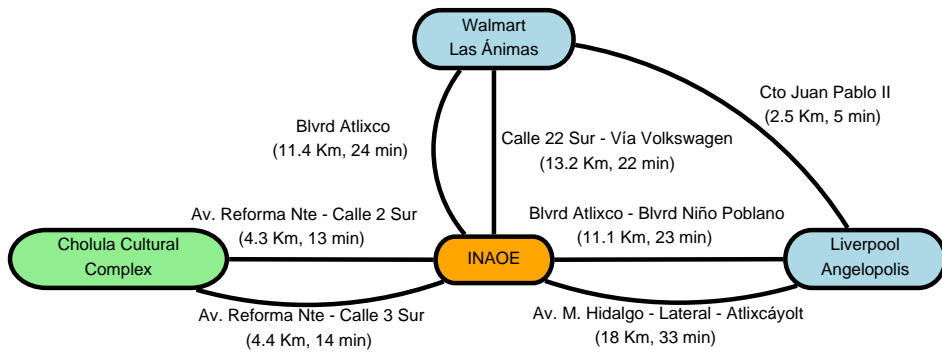 Walmart
Las Ánimas
Cto Juan Pablo II
(2.5 Km, 5 min)
Blvrd Atlixco
(11.4 Km, 24 min)
Calle 22 Sur - Vía Volkswagen
(13.2 Km, 22 min)
Av. Reforma Nte - Calle 2 Sur
(4.3 Km, 13 min)
Blvrd Atlixco - Blvrd Niño Poblano
(11.1 Km, 23 min)
Cholula Cultural
Complex
INAOE
Liverpool
Angelopolis
Av. Reforma Nte - Calle 3 Sur
(4.4 Km, 14 min)
Av. M. Hidalgo - Lateral - Atlixcáyolt
(18 Km, 33 min)